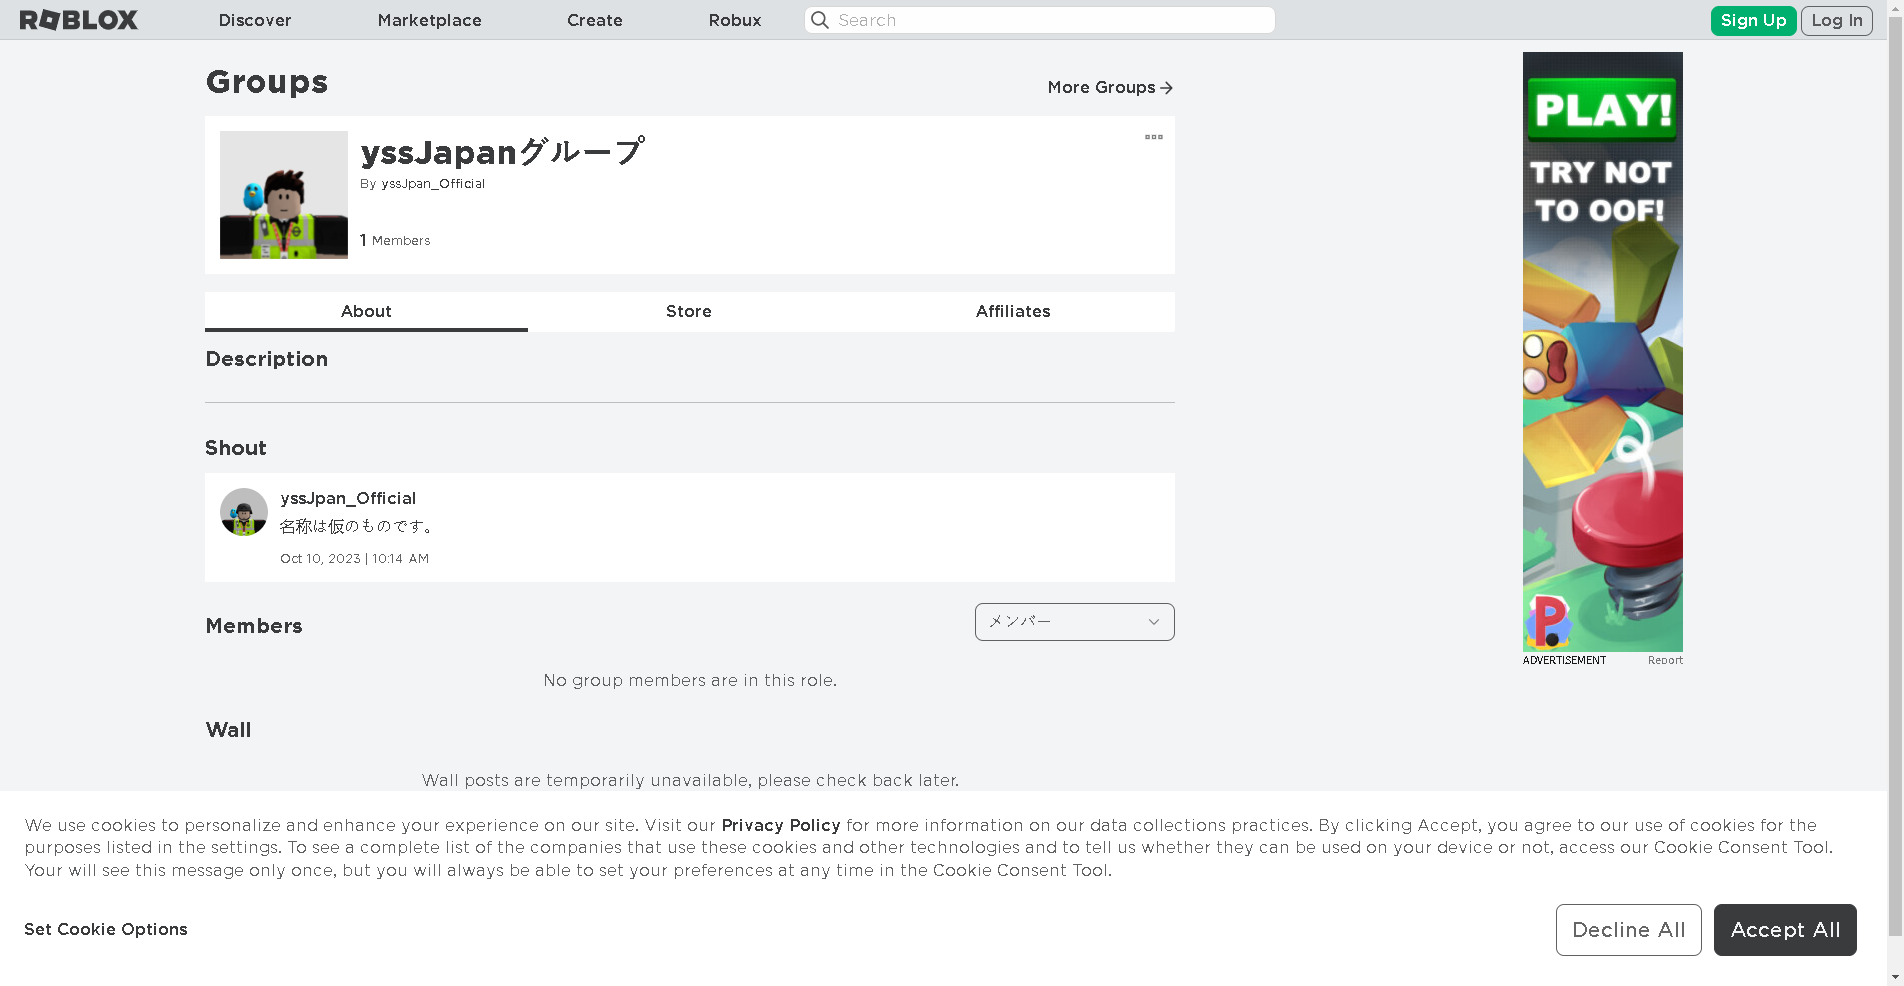 ROBLOX Discover Marketplace Create Robux Search Sign Up Log In
Groups
More Groups
yssJapanグループ
By yssJpan_Official
1 Members
About Store Affiliates
Description
Shout
yssJpan_Official
名称は仮のものです。
Oct 10, 2023 | 10:14 AM
Members
メンバー
No group members are in this role.
Wall
Wall posts are temporarily unavailable, please check back later.
PLAY!
TRY NOT
TO OOF!
P
ADVERTISEMENT Report
We use cookies to personalize and enhance your experience on our site. Visit our Privacy Policy for more information on our data collections practices. By clicking Accept, you agree to our use of cookies for the
purposes listed in the settings. To see a complete list of the companies that use these cookies and other technologies and to tell us whether they can be used on your device or not, access our Cookie Consent Tool.
Your will see this message only once, but you will always be able to set your preferences at any time in the Cookie Consent Tool.
Set Cookie Options
Decline All Accept All